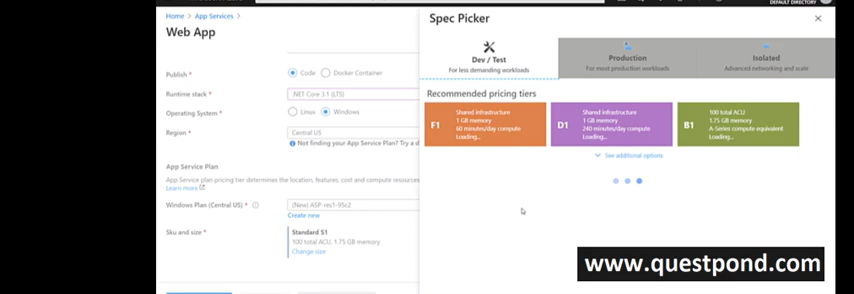 DEFAULT DIRECTORY
Home > App Services >
Web App
Publish *
Code
Docker Container
Runtime stack *
.NET Core 3.1 (LTS)
Operating System *
Linux
Windows
Region *
Central US
Not finding your App Service Plan? Try a d
App Service Plan
App Service plan pricing tier determines the location, features, cost and compute resources
Learn more
Windows Plan (Central US) *
(New) ASP-res1-95c2
Create new
Sku and size *
Standard S1
100 total ACU, 1.75 GB memory
Change size
Spec Picker
Dev / Test
For less demanding workloads
Production
For most production workloads
Isolated
Advanced networking and scale
Recommended pricing tiers
F1
Shared infrastructure
1 GB memory
60 minutes/day compute
Loading...
D1
Shared infrastructure
1 GB memory
240 minutes/day compute
Loading...
B1
100 total ACU
1.75 GB memory
A-Series compute equivalent
Loading...
See additional options
www.questpond.com